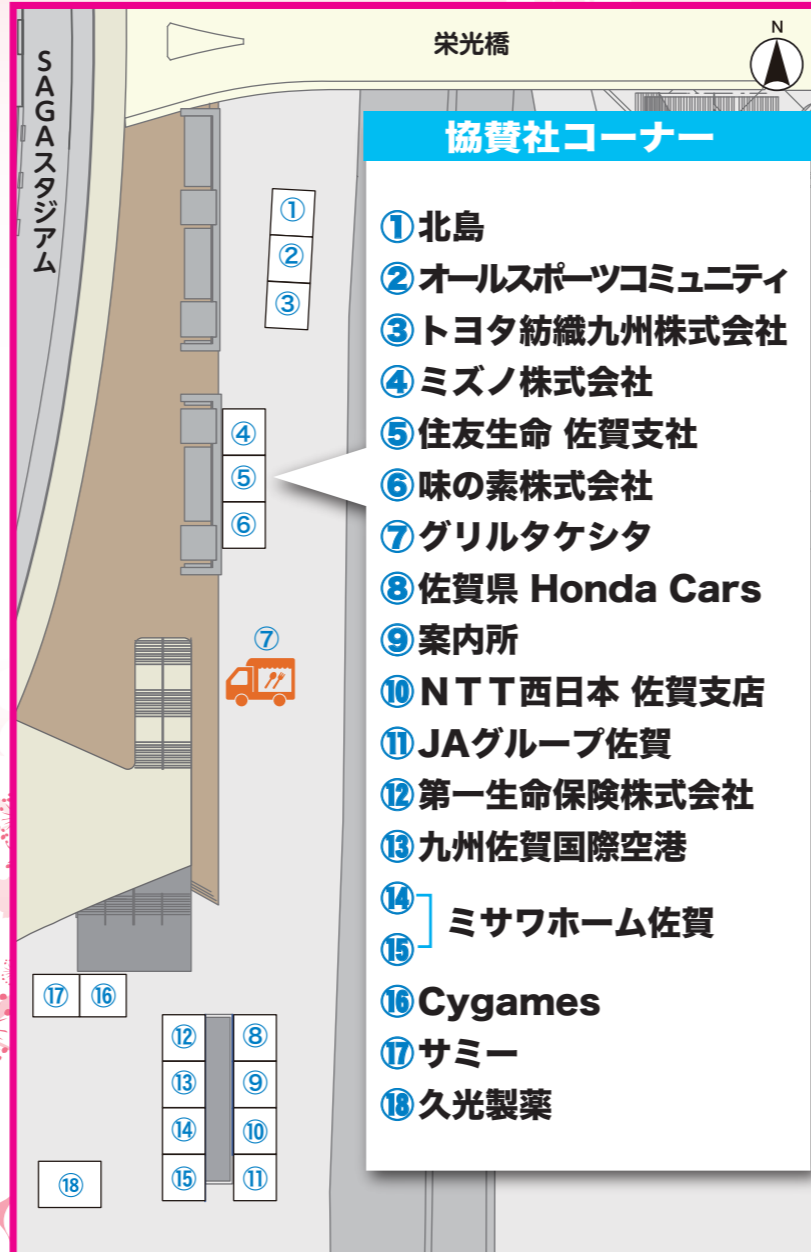 栄光橋
N
SAGAスタジアム
協賛社コーナー
①北島
②オールスポーツコミュニティ
③トヨタ紡織九州株式会社
④ミズノ株式会社
⑤住友生命 佐賀支社
⑥味の素株式会社
⑦グリルタケシタ
⑧佐賀県 Honda Cars
⑨案内所
⑩NTT西日本 佐賀支店
⑪JAグループ佐賀
⑫第一生命保険株式会社
⑬九州佐賀国際空港
⑭
⑮
ミサワホーム佐賀
⑯Cygames
⑰サミー
⑱久光製薬
①
②
③
④
⑤
⑥
⑦
⑰ ⑯
⑫ ⑧
⑬ ⑨
⑭ ⑩
⑮ ⑪
⑱